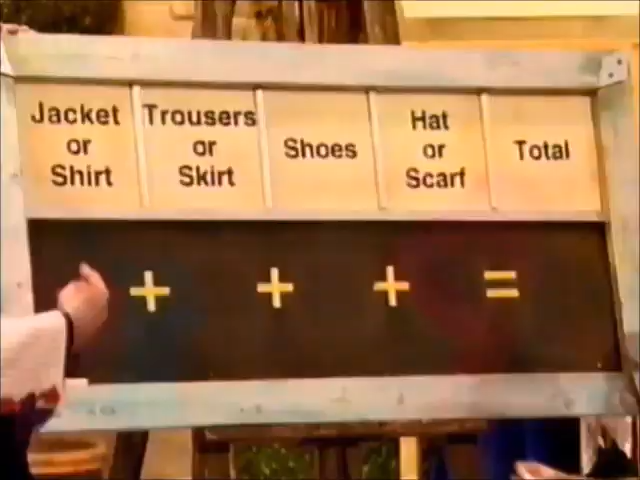 Jacket
or
Shirt
Trousers
or
Skirt
Shoes
Hat
or
Scarf
Total
+ + + =